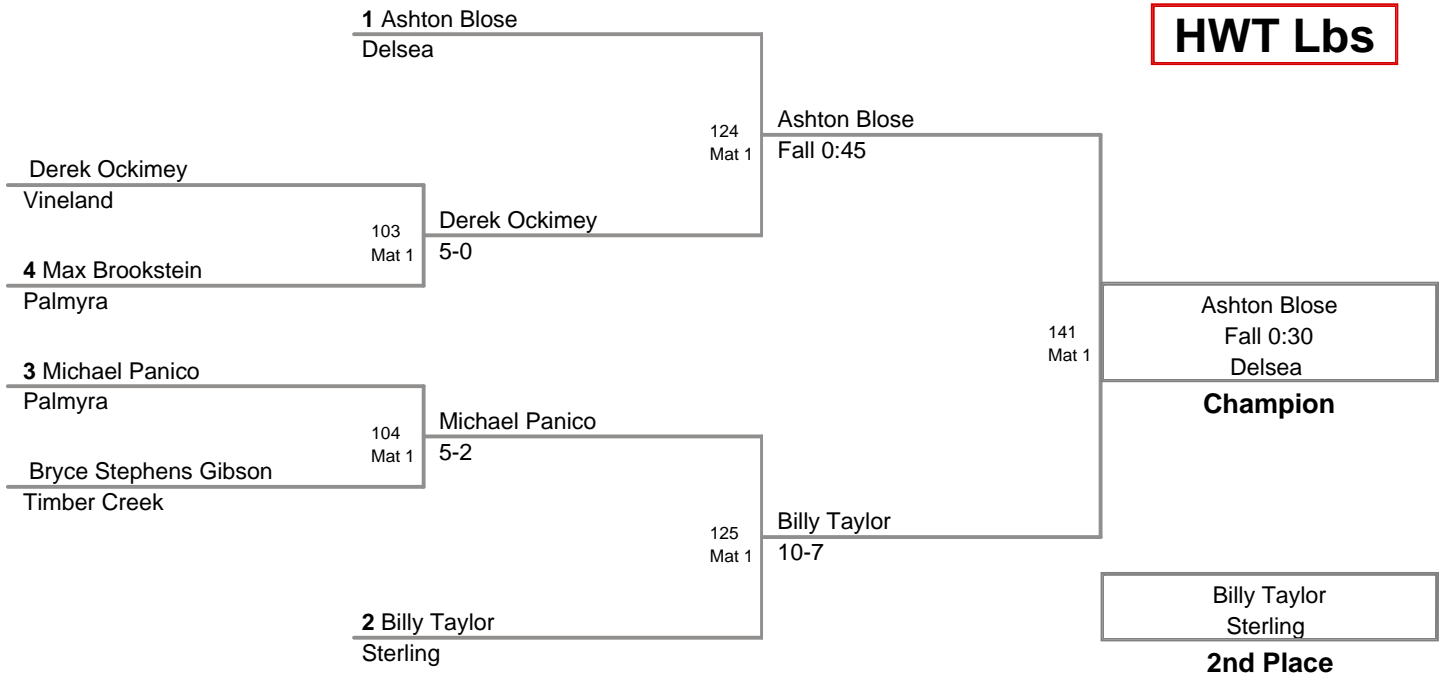 1 Ashton Blose
Delsea
HWT Lbs
124
Mat 1
Ashton Blose
Fall 0:45
Derek Ockimey
Vineland
103
Mat 1
Derek Ockimey
5-0
4 Max Brookstein
Palmyra
141
Mat 1
Ashton Blose
Fall 0:30
Delsea
Champion
3 Michael Panico
Palmyra
104
Mat 1
Michael Panico
5-2
Bryce Stephens Gibson
Timber Creek
125
Mat 1
Billy Taylor
10-7
2 Billy Taylor
Sterling
Billy Taylor
Sterling
2nd Place